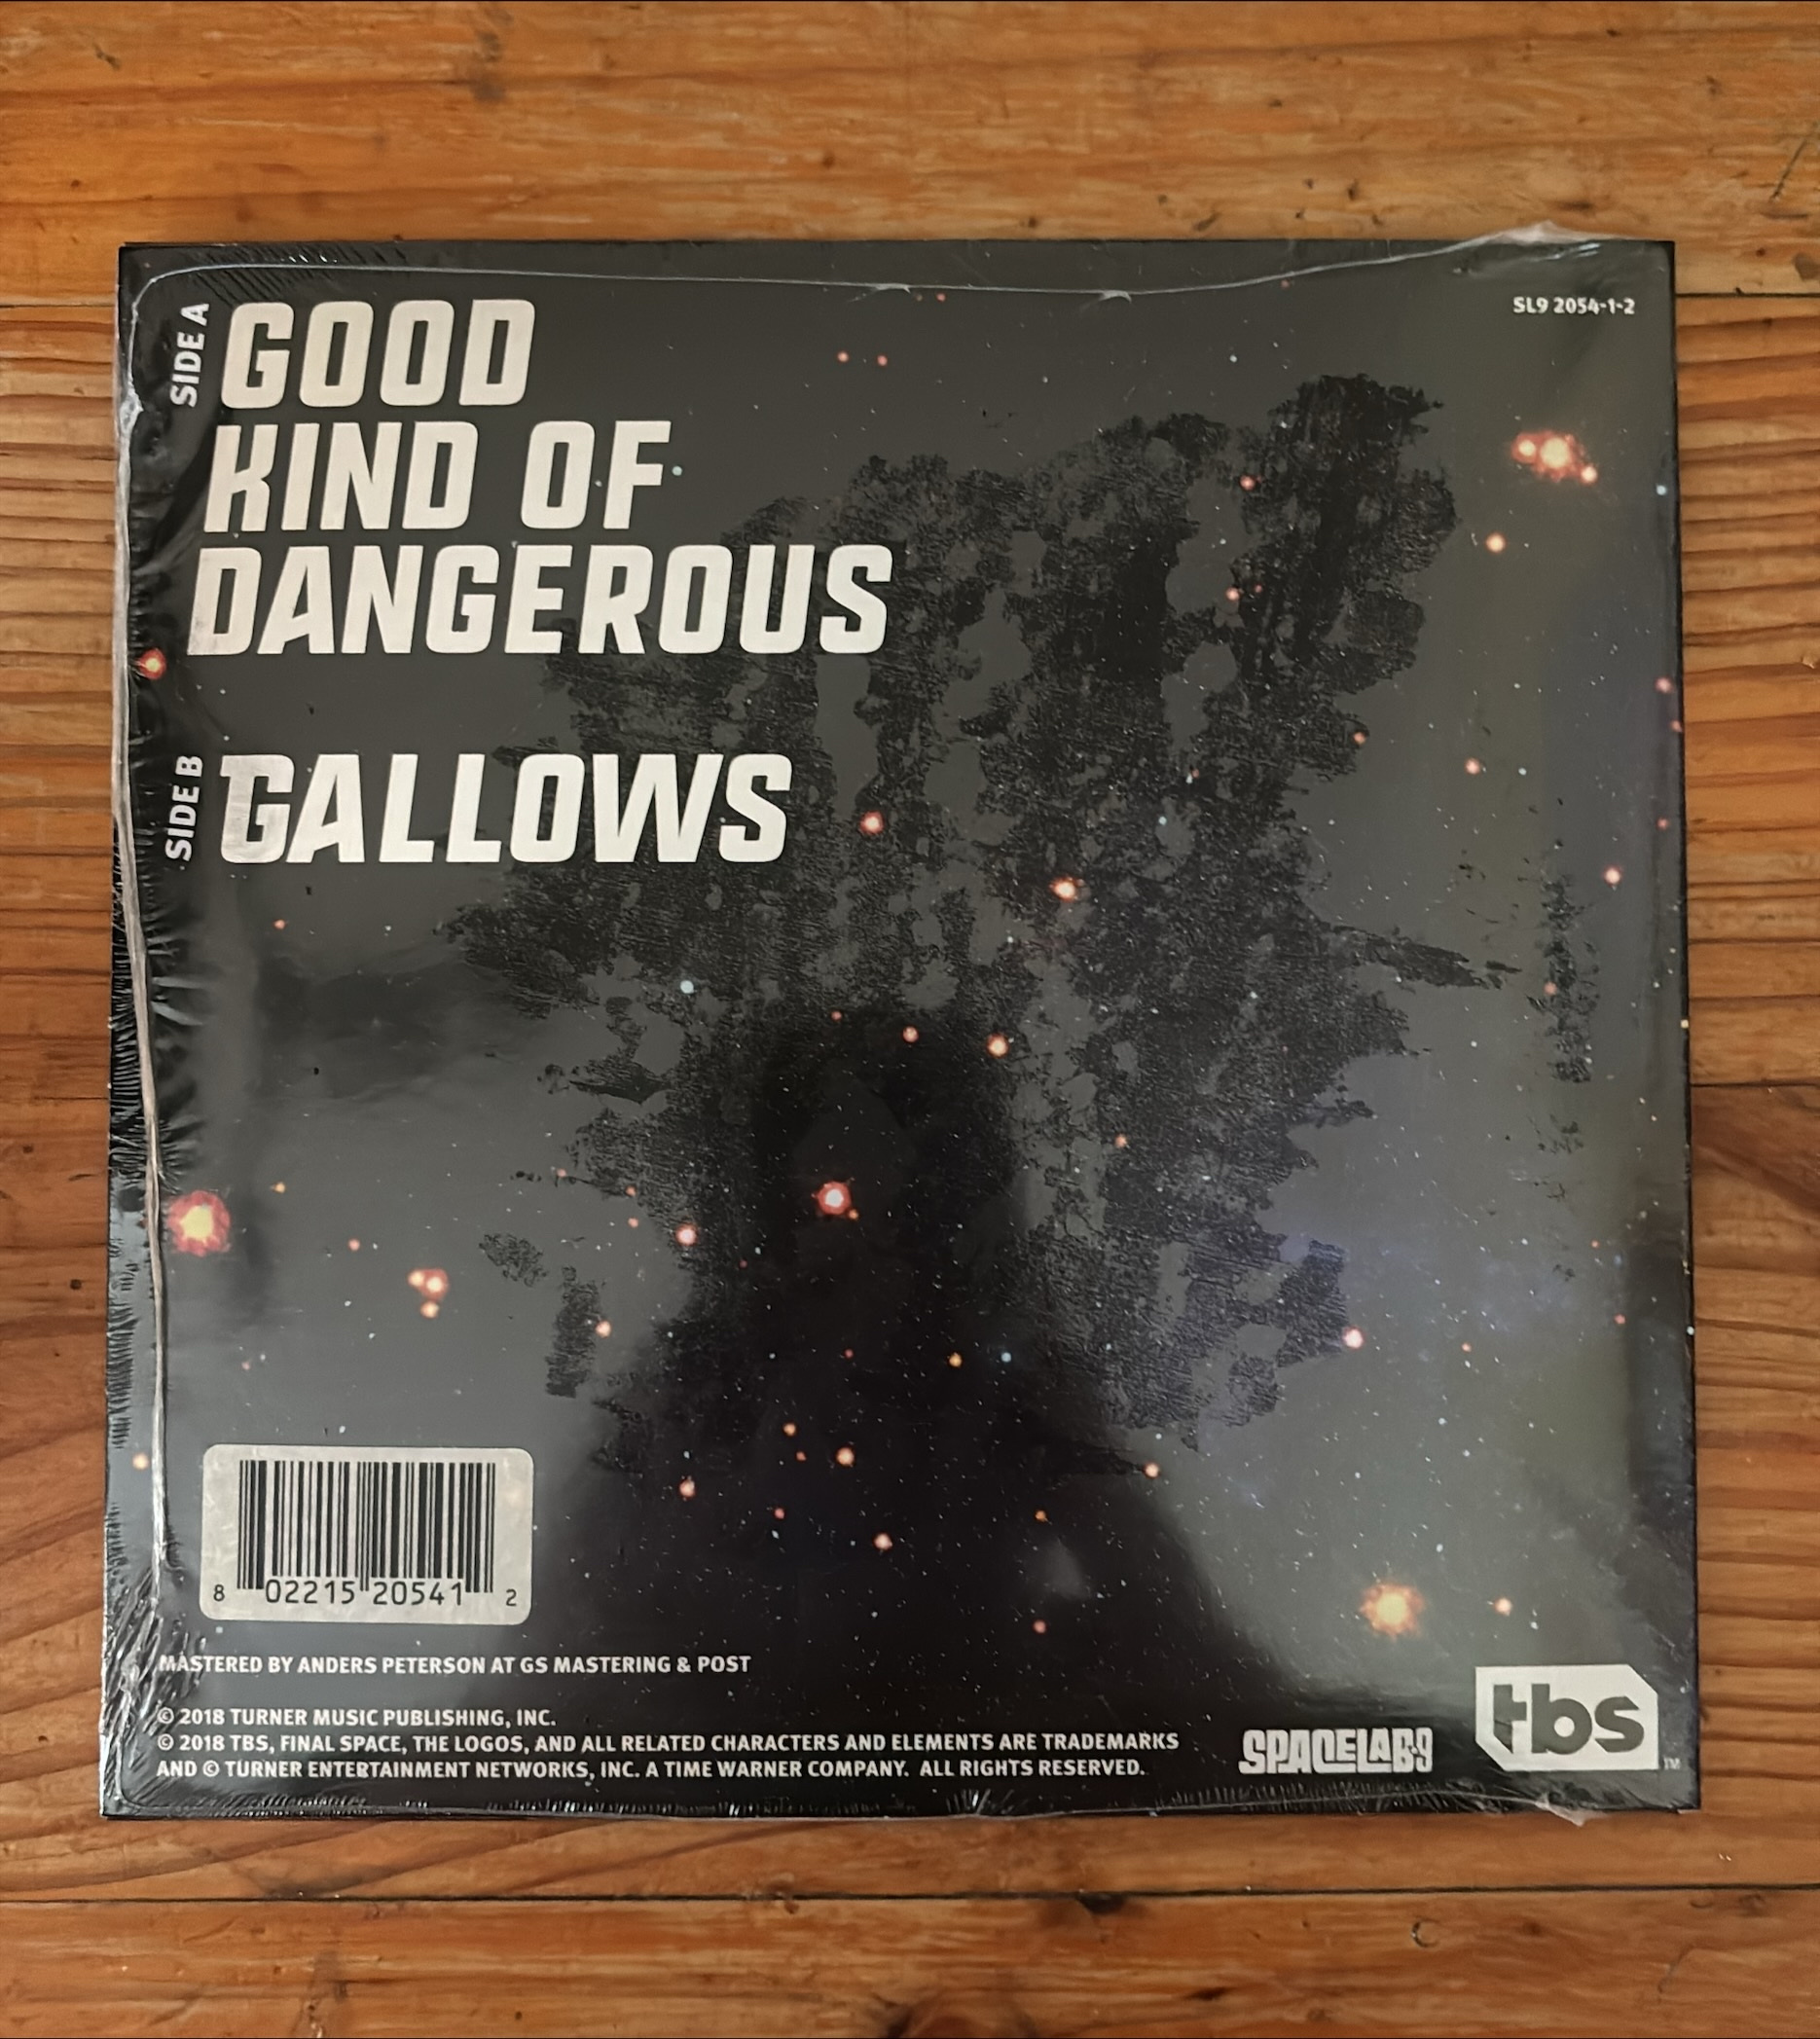 SL9 2054-1-2
SIDE A
GOOD
KIND OF
DANGEROUS
SIDE B
GALLOWS
8 02215 20541 2
MASTERED BY ANDERS PETERSON AT GS MASTERING & POST
© 2018 TURNER MUSIC PUBLISHING, INC.
© 2018 TBS, FINAL SPACE, THE LOGOS, AND ALL RELATED CHARACTERS AND ELEMENTS ARE TRADEMARKS
AND © TURNER ENTERTAINMENT NETWORKS, INC. A TIME WARNER COMPANY. ALL RIGHTS RESERVED.
SPACELAB9
tbs
TM